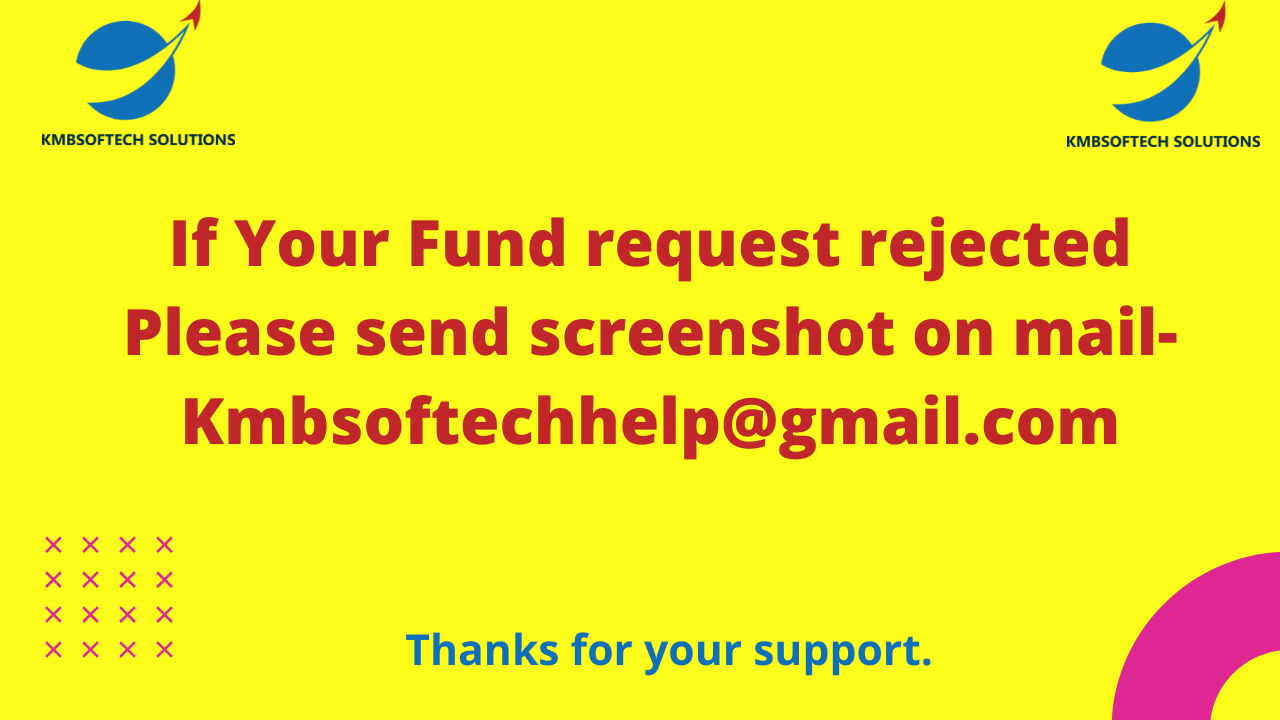 KMBSOFTECH SOLUTIONS
KMBSOFTECH SOLUTIONS
If Your Fund request rejected
Please send screenshot on mail-
Kmbsoftechhelp@gmail.com
Thanks for your support.